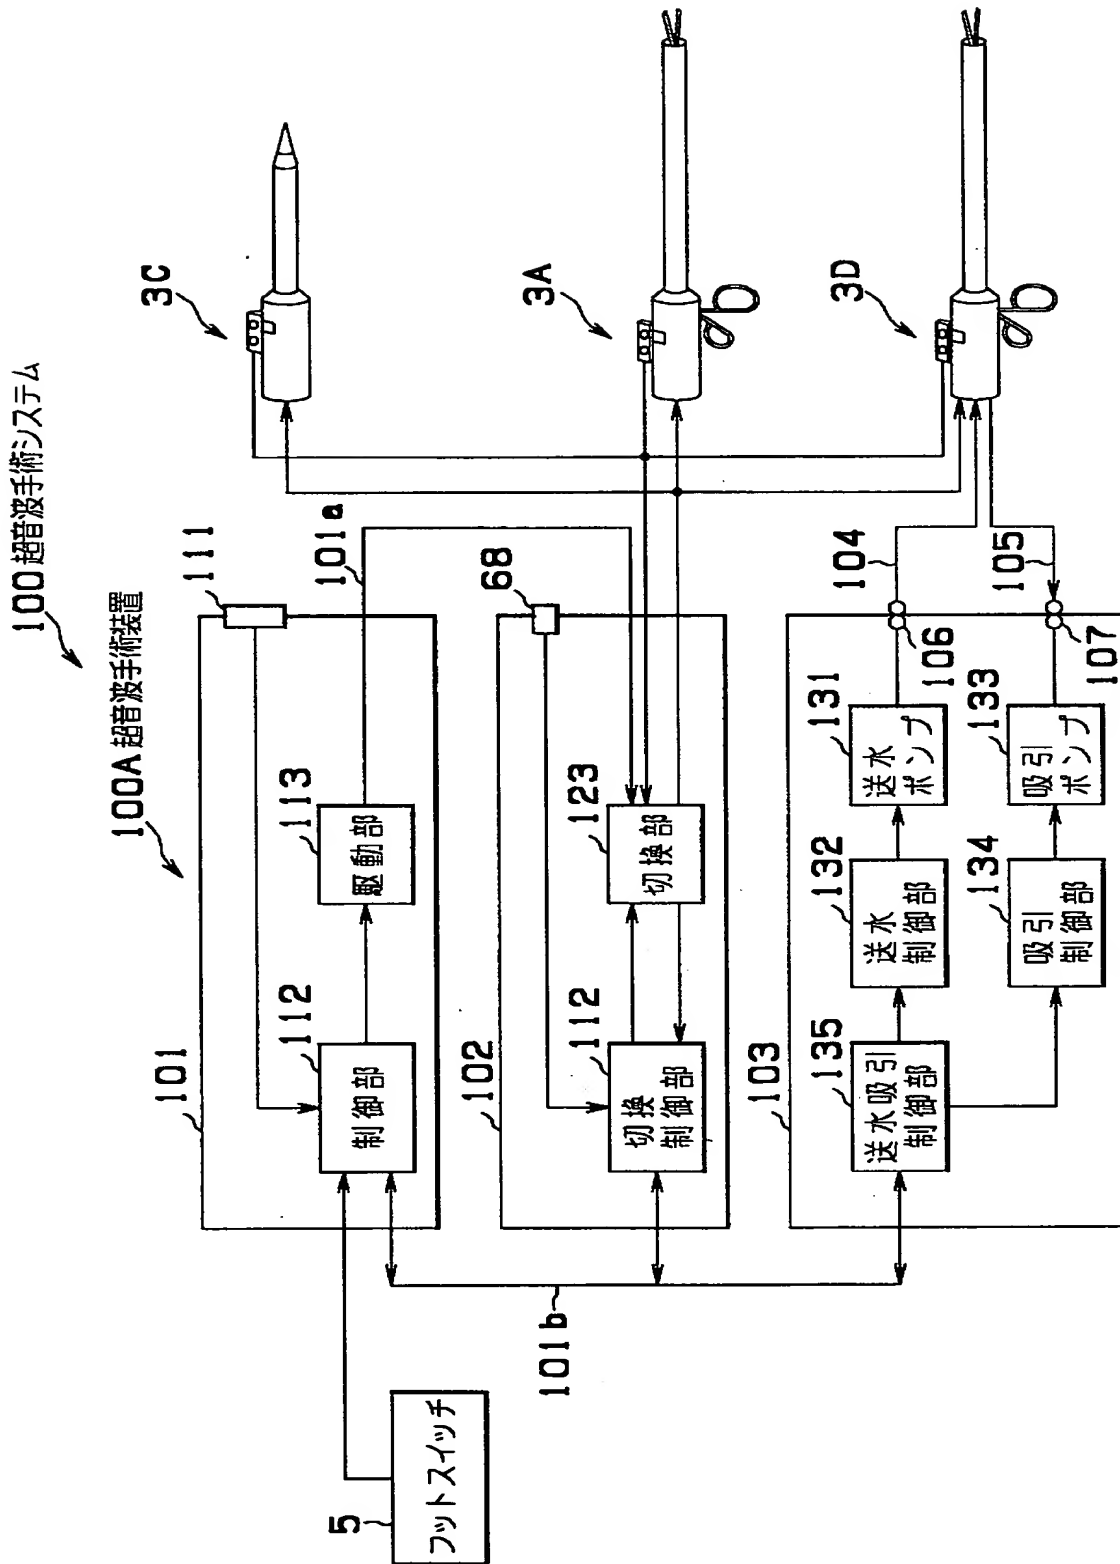 100 超音波手術システム
100A 超音波手術装置
3C
3A
3D
111
101a
68
104
105
106
107
101
112
制御部
113
駆動部
102
112
切換
制御部
123
切換部
103
135
送水吸引
制御部
132
送水
制御部
131
送水
ポンプ
134
吸引
制御部
133
吸引
ポンプ
101b
5
フットスイッチ